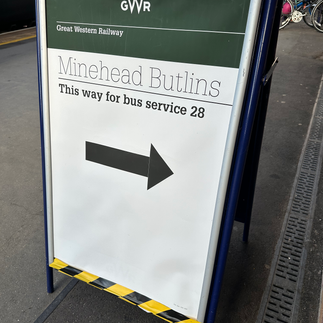 GWR
Great Western Railway
Minehead Butlins
This way for bus service 28